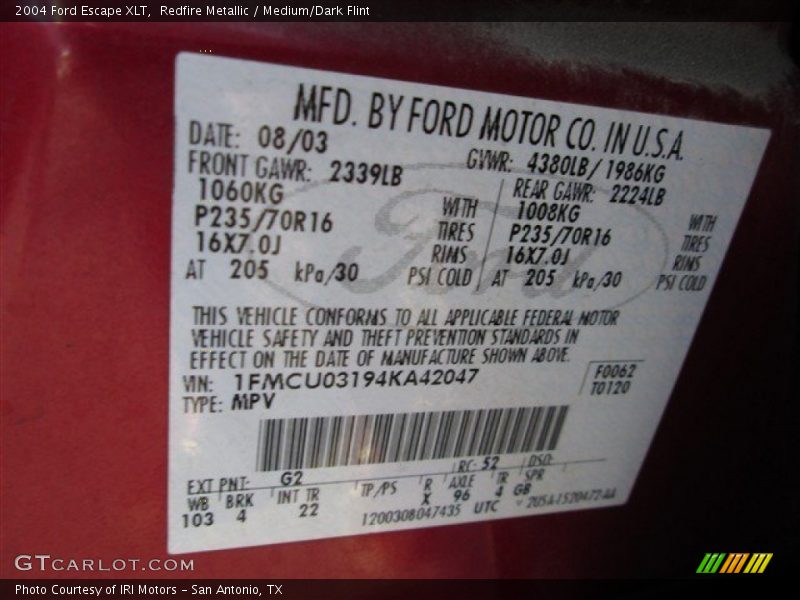 2004 Ford Escape XLT,  Redfire Metallic / Medium/Dark Flint
MFD. BY FORD MOTOR CO. IN U.S.A.
DATE: 08/03 GVWR: 4380LB/1986KG
FRONT GAWR: 2339LB REAR GAWR: 2224LB
1060KG WITH 1008KG WITH
P235/70R16 TIRES P235/70R16 TIRES
16X7.0J RIMS 16X7.0J RIMS
AT 205 kPa/30 PSI COLD AT 205 kPa/30 PSI COLD
Ford
THIS VEHICLE CONFORMS TO ALL APPLICABLE FEDERAL MOTOR
VEHICLE SAFETY AND THEFT PREVENTION STANDARDS IN
EFFECT ON THE DATE OF MANUFACTURE SHOWN ABOVE.
VIN: 1FMCU03194KA42047 F0062
TYPE: MPV T0120
EXT PNT: G2 RC: 52 DSO:
WB BRK INT TR TP/PS R AXLE TR SPR
103 4 22 X 96 4 GB
1200308047435 UTC
GTCARLOT.COM
Photo Courtesy of IRI Motors – San Antonio, TX